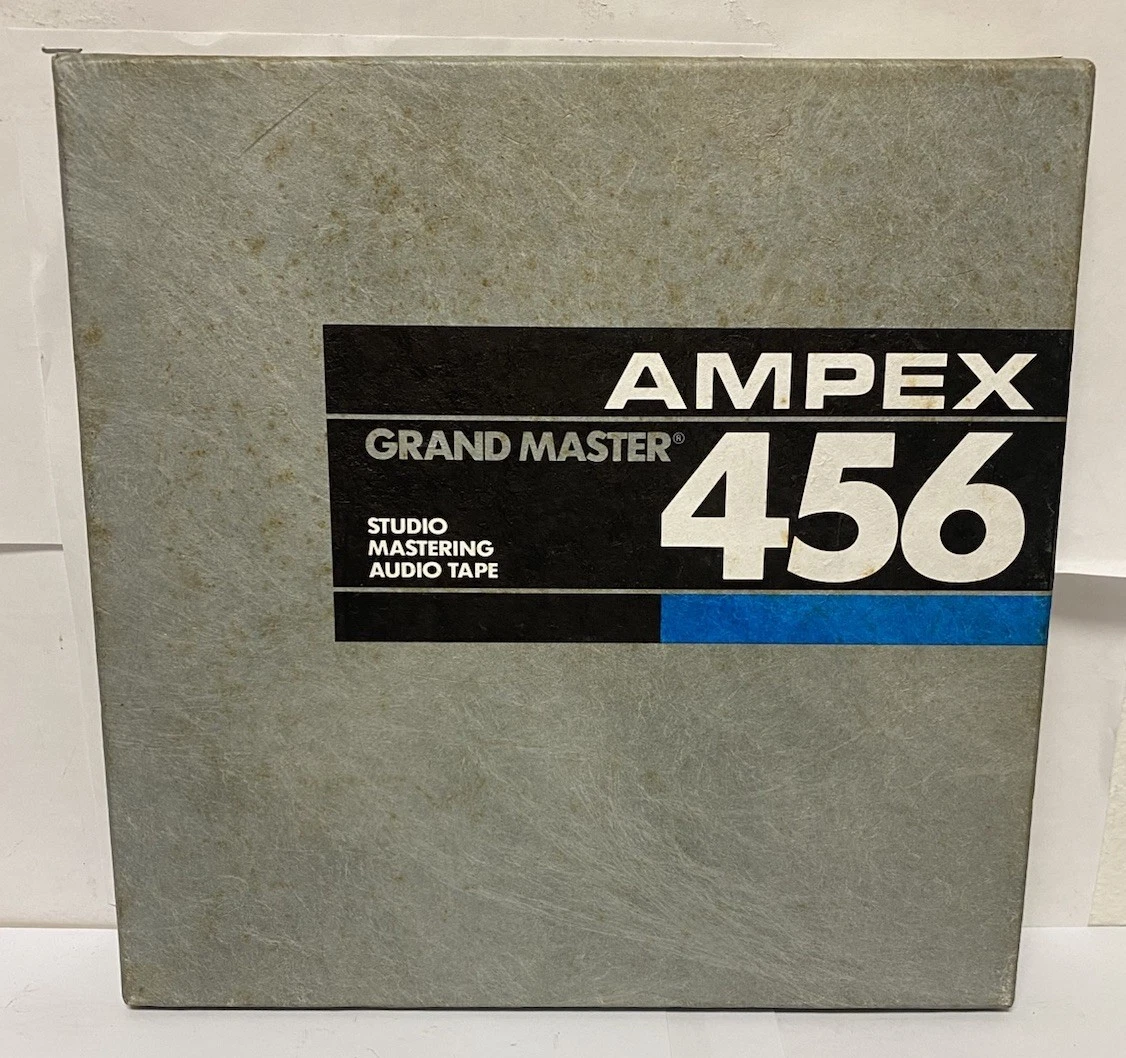 AMPEX
GRAND MASTER®
456
STUDIO
MASTERING
AUDIO TAPE